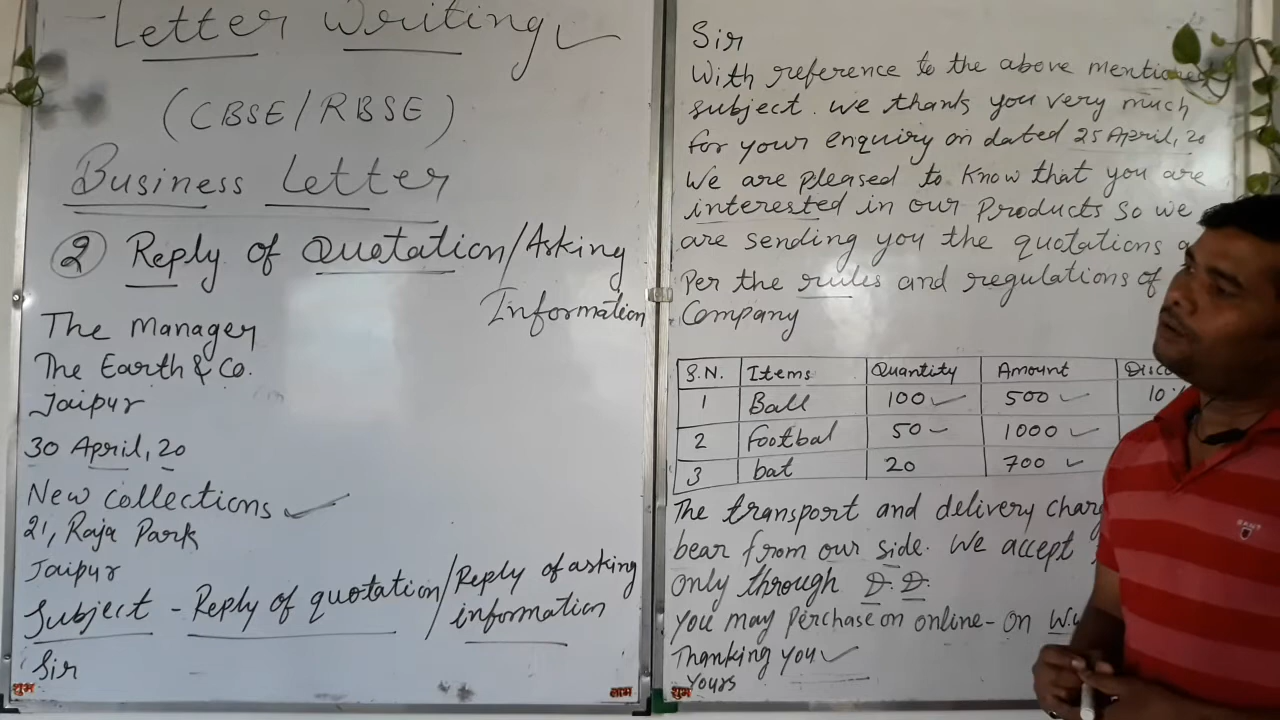 Letter Writing
(CBSE/RBSE)
Business Letter
2 Reply of Quotation/Asking
Information
The Manager
The Earth & Co.
Jaipur
30 April, 20
New collections
21, Raja Park
Jaipur
Subject - Reply of quotation/Reply of asking
information
Sir
शुभ
लाभ
Sir
With reference to the above mentioned
subject. we thanks you very much
for your enquiry on dated 25 April, 20
We are pleased to know that you are
interested in our products so we
are sending you the quotations
Per the rules and regulations of
Company
S.N. Items Quantity Amount
1 Ball 100 500 10%
2 Footbal 50 1000
3 bat 20 700
The transport and delivery
bear from our side. We accept
only through D.D.
you may perchase on online - on
Thanking you
Yours
शुभ